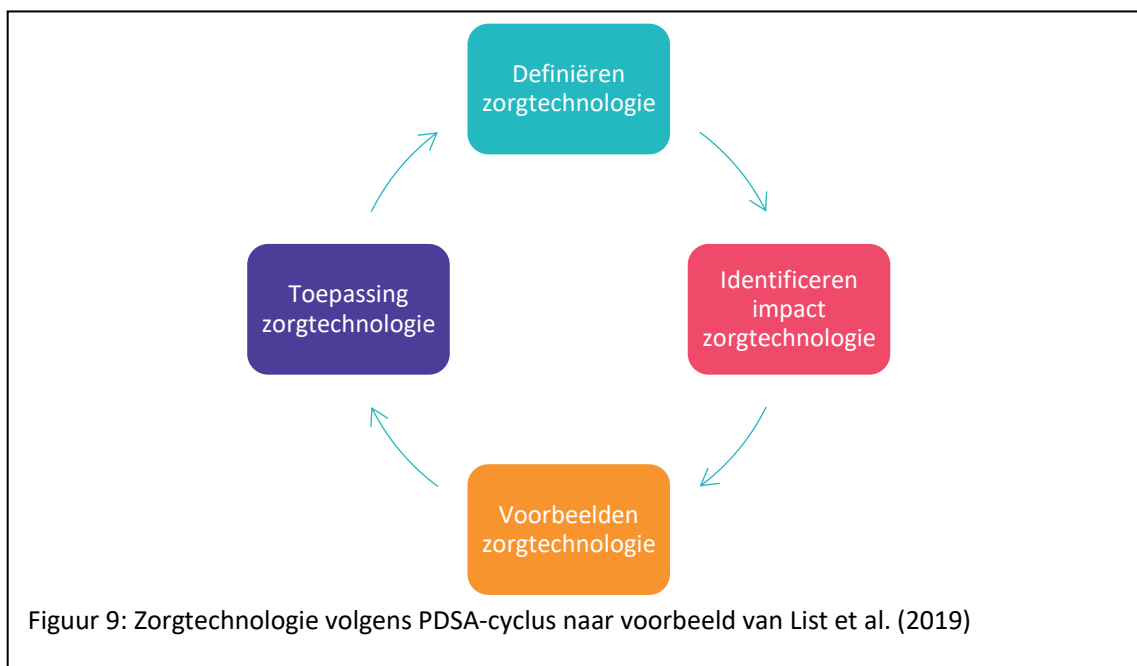 Definiëren
zorgtechnologie
Identificeren
impact
zorgtechnologie
Voorbeelden
zorgtechnologie
Toepassing
zorgtechnologie
Figuur 9: Zorgtechnologie volgens PDSA-cyclus naar voorbeeld van List et al. (2019)